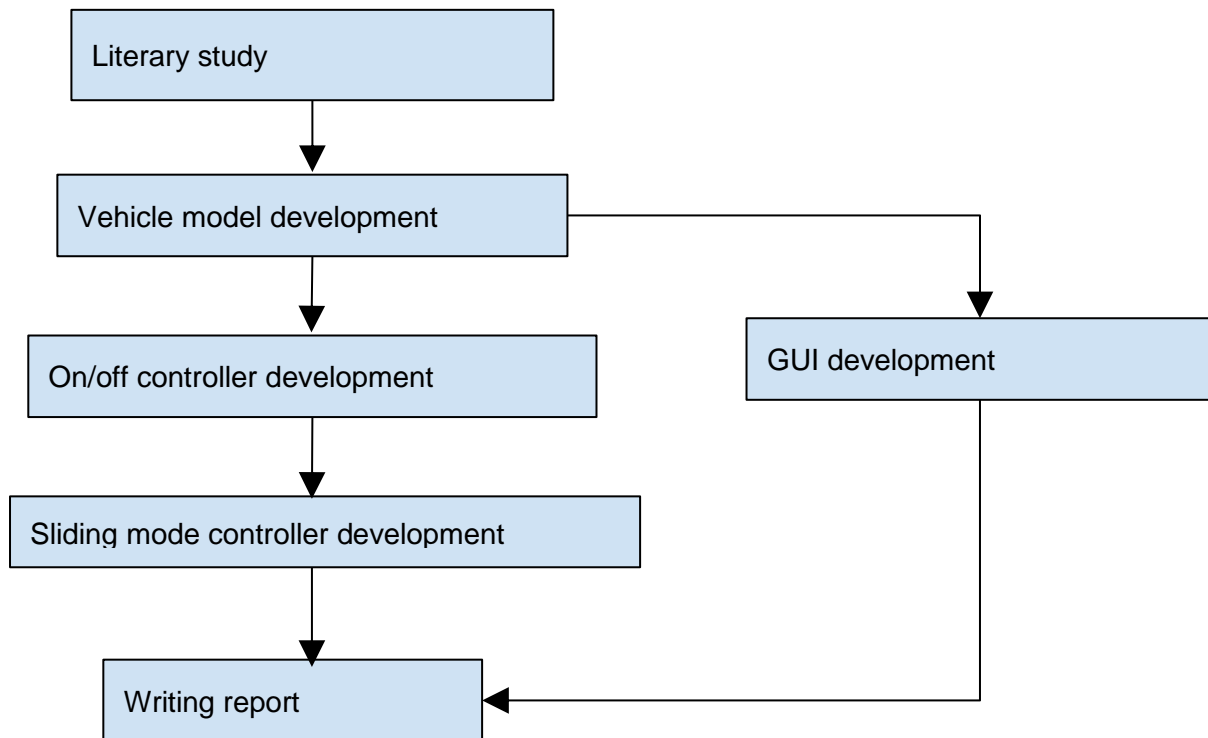 Literary study
Vehicle model development
On/off controller development
GUI development
Sliding mode controller development
Writing report